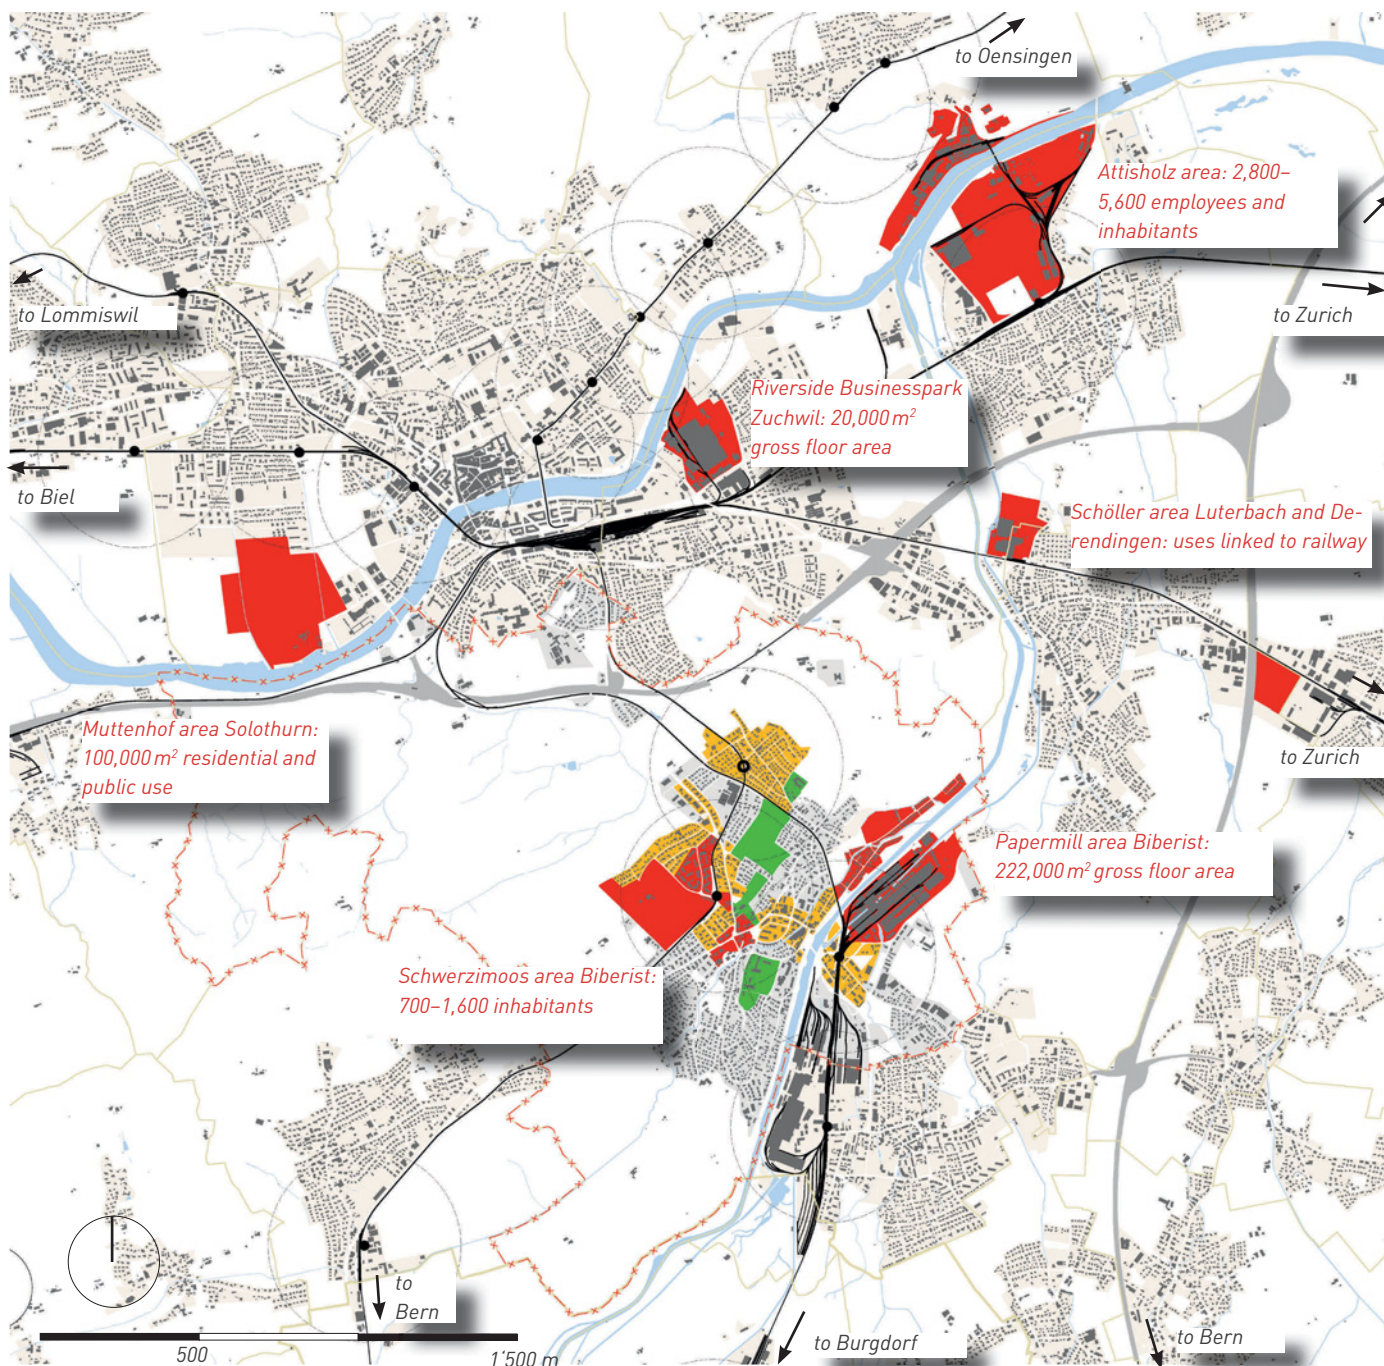 to Oensingen
Attisholz area: 2,800–
5,600 employees and
inhabitants
to Lommiswil
to Zurich
Riverside Businesspark
Zuchwil: 20,000 m²
gross floor area
to Biel
Schöller area Luterbach and De-
rendingen: uses linked to railway
Muttenhof area Solothurn:
100,000 m² residential and
public use
to Zurich
Papermill area Biberist:
222,000 m² gross floor area
Schwerzimoos area Biberist:
700–1,600 inhabitants
to
Bern
to Burgdorf
to Bern
500
1'500 m